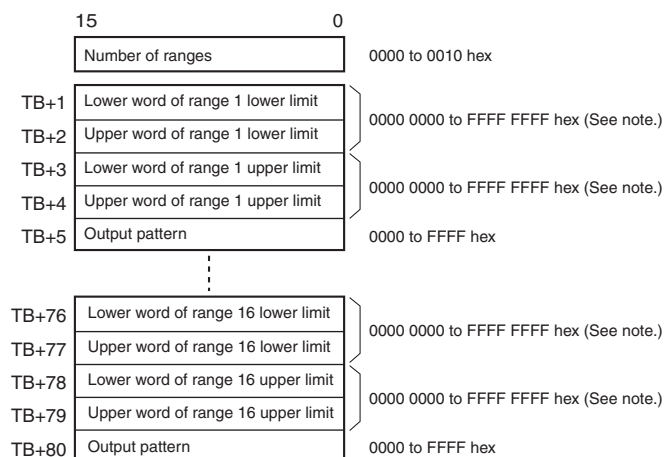 15 0
Number of ranges 0000 to 0010 hex
TB+1 Lower word of range 1 lower limit
0000 0000 to FFFF FFFF hex (See note.)
TB+2 Upper word of range 1 lower limit
TB+3 Lower word of range 1 upper limit
0000 0000 to FFFF FFFF hex (See note.)
TB+4 Upper word of range 1 upper limit
TB+5 Output pattern 0000 to FFFF hex
TB+76 Lower word of range 16 lower limit
0000 0000 to FFFF FFFF hex (See note.)
TB+77 Upper word of range 16 lower limit
TB+78 Lower word of range 16 upper limit
0000 0000 to FFFF FFFF hex (See note.)
TB+79 Upper word of range 16 upper limit
TB+80 Output pattern 0000 to FFFF hex